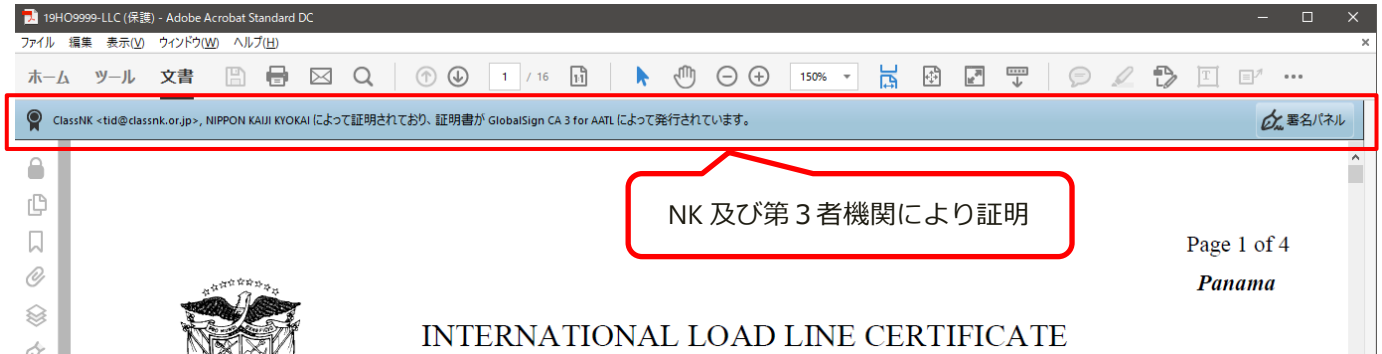 19HO9999-LLC (保護) - Adobe Acrobat Standard DC
ファイル 編集 表示(V) ウィンドウ(W) ヘルプ(H)
ホーム ツール 文書 1 / 16 150%
ClassNK <tid@classnk.or.jp>, NIPPON KAIJI KYOKAI によって証明されており、証明書が GlobalSign CA 3 for AATL によって発行されています。 署名パネル
NK 及び第３者機関により証明
Page 1 of 4
Panama
INTERNATIONAL LOAD LINE CERTIFICATE